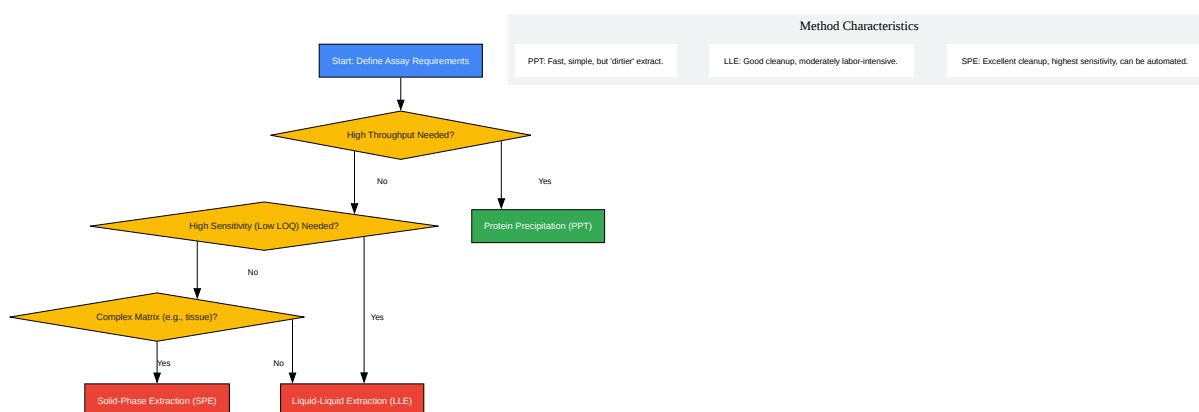 Method Characteristics
Start: Define Assay Requirements
PPT: Fast, simple, but 'dirtier' extract.
LLE: Good cleanup, moderately labor-intensive.
SPE: Excellent cleanup, highest sensitivity, can be automated.
High Throughput Needed?
No
Yes
High Sensitivity (Low LOQ) Needed?
Protein Precipitation (PPT)
No
Complex Matrix (e.g., tissue)?
Yes
Yes
No
Solid-Phase Extraction (SPE)
Liquid-Liquid Extraction (LLE)